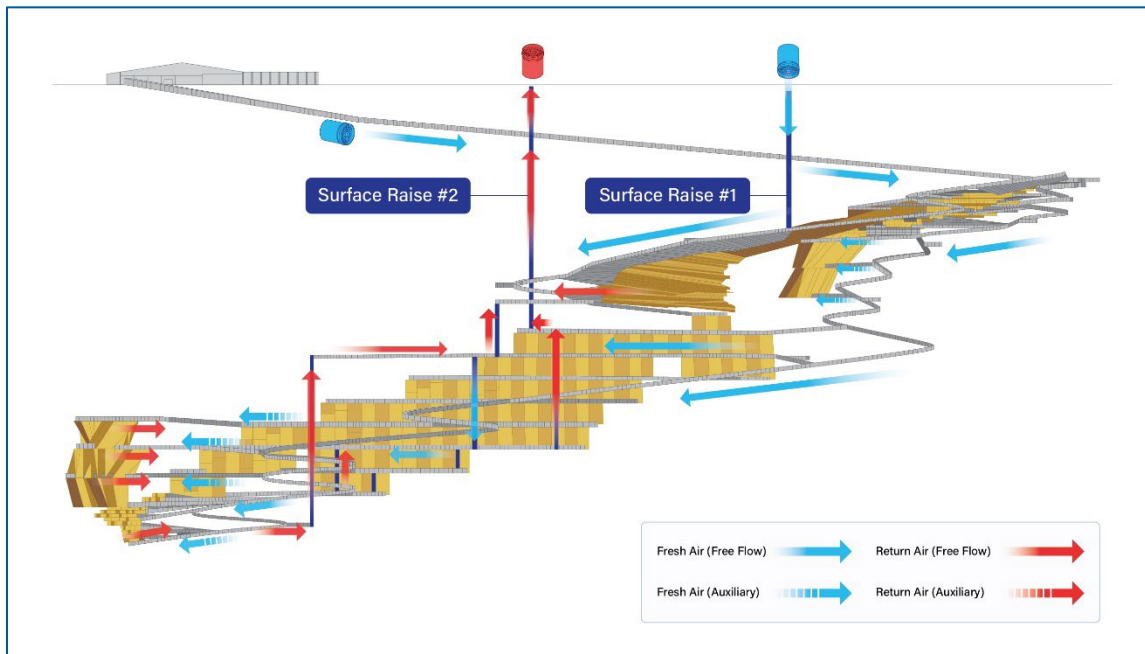 Surface Raise #2
Surface Raise #1
Fresh Air (Free Flow)
Return Air (Free Flow)
Fresh Air (Auxiliary)
Return Air (Auxiliary)